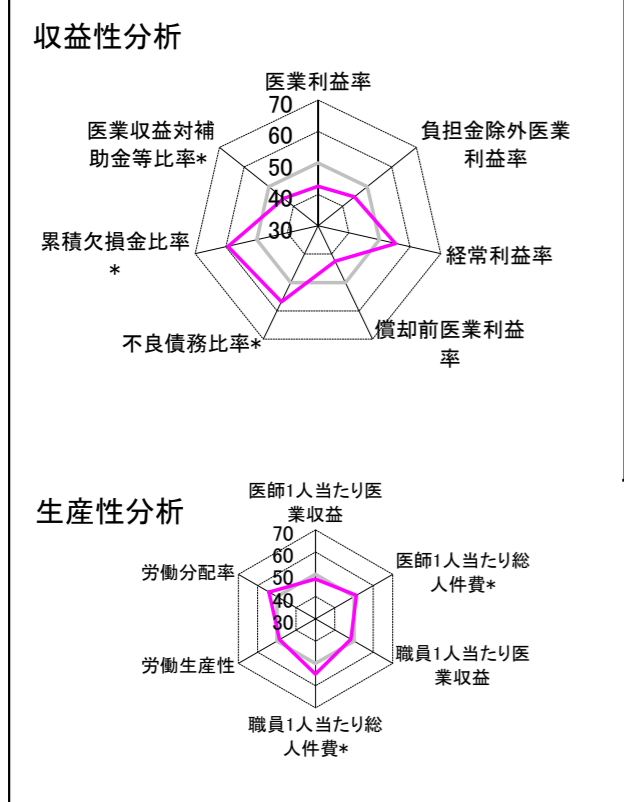 収益性分析
医業利益率
70
60
50
40
30
負担金除外医業
利益率
経常利益率
償却前医業利益
率
不良債務比率*
累積欠損金比率
*
医業収益対補
助金等比率*
生産性分析
医師1人当たり医
業収益
70
60
50
40
30
医師1人当たり総
人件費*
職員1人当たり医
業収益
職員1人当たり総
人件費*
労働生産性
労働分配率